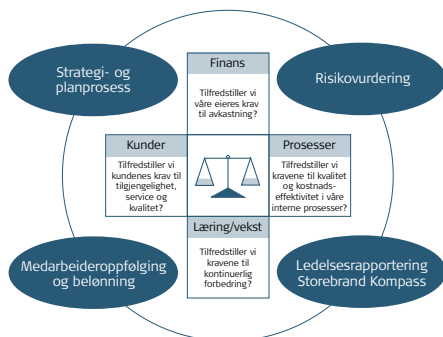 Strategi- og
planprosess
Finans
Tilfredstiller vi
våre eieres krav
til avkastning?
Risikovurdering
Kunder
Tilfredstiller vi
kundenes krav til
tilgjengelighet,
service og
kvalitet?
Prosesser
Tilfredstiller vi
kravene til kvalitet
og kostnads-
effektivitet i våre
interne prosesser?
Læring/vekst
Tilfredstiller vi
kravene til
kontinuerlig
forbedring?
Medarbeideroppfølging
og belønning
Ledelsesrapportering
Storebrand Kompass